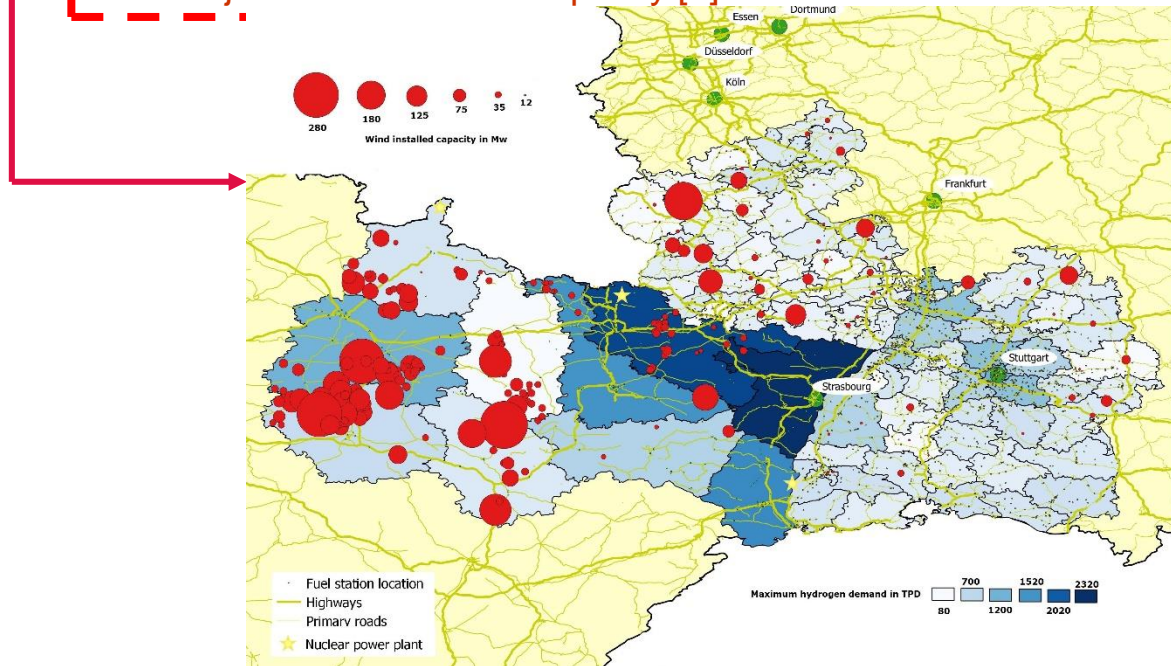 Essen
Dortmund
Düsseldorf
Köln
280
180
125
75
35
12
Wind installed capacity in Mw
Frankfurt
Stuttgart
Strasbourg
Fuel station location
Highways
Primary roads
Nuclear power plant
Maximum hydrogen demand in TPD
700 1520 2320
80 1200 2020